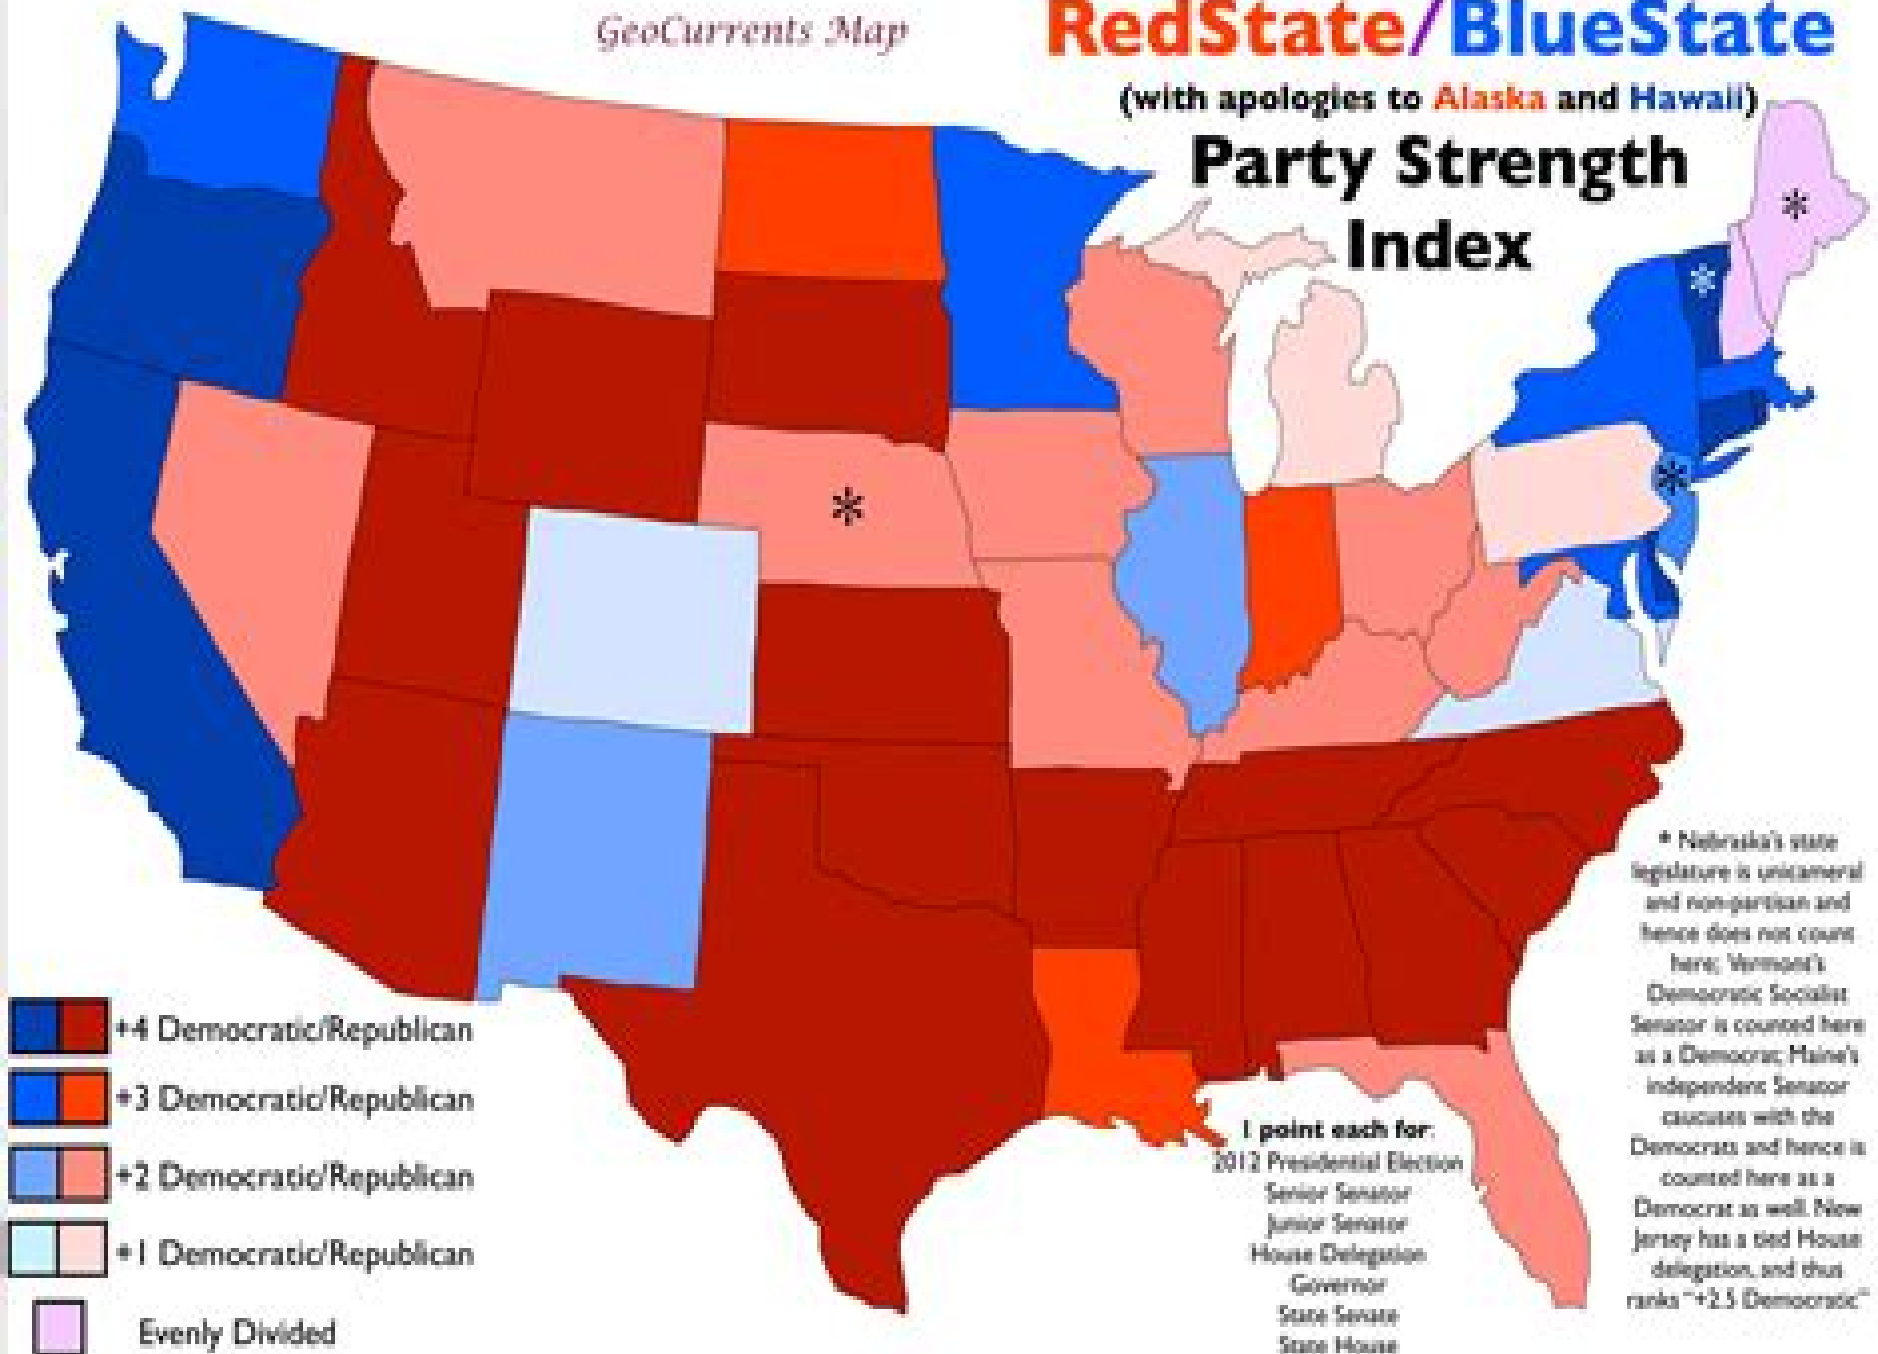 GeoCurrents Map
RedState/BlueState
(with apologies to Alaska and Hawaii)
Party Strength
Index
*
*
*
*
+4 Democratic/Republican
+3 Democratic/Republican
+2 Democratic/Republican
+1 Democratic/Republican
Evenly Divided
1 point each for:
2012 Presidential Election
Senior Senator
Junior Senator
House Delegation
Governor
State Senate
State House
* Nebraska's state
legislature is unicameral
and non-partisan and
hence does not count
here; Vermont's
Democratic Socialist
Senator is counted here
as a Democrat; Maine's
independent Senator
caucuses with the
Democrats and hence is
counted here as a
Democrat as well. New
Jersey has a tied House
delegation, and thus
ranks "+2.5 Democratic"